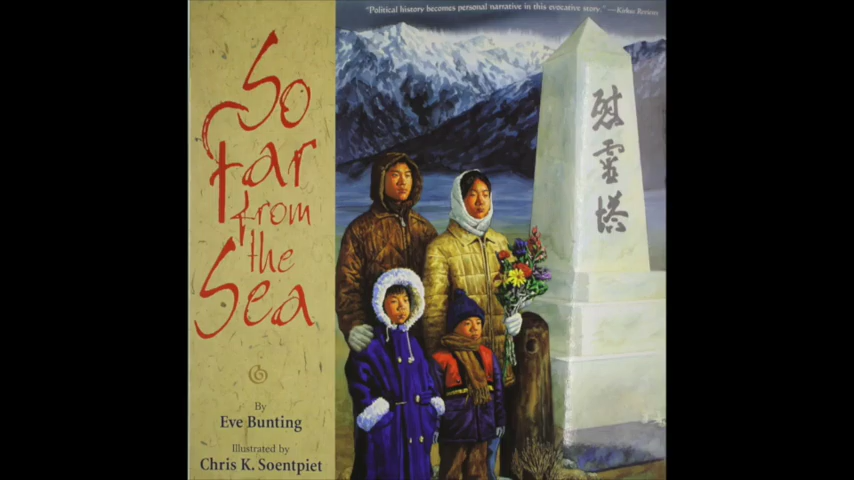 "Political history becomes personal narrative in this evocative story." —Kirkus Reviews
So
Far
from
the
Sea
慰
霊
塔
By
Eve Bunting
Illustrated by
Chris K. Soentpiet